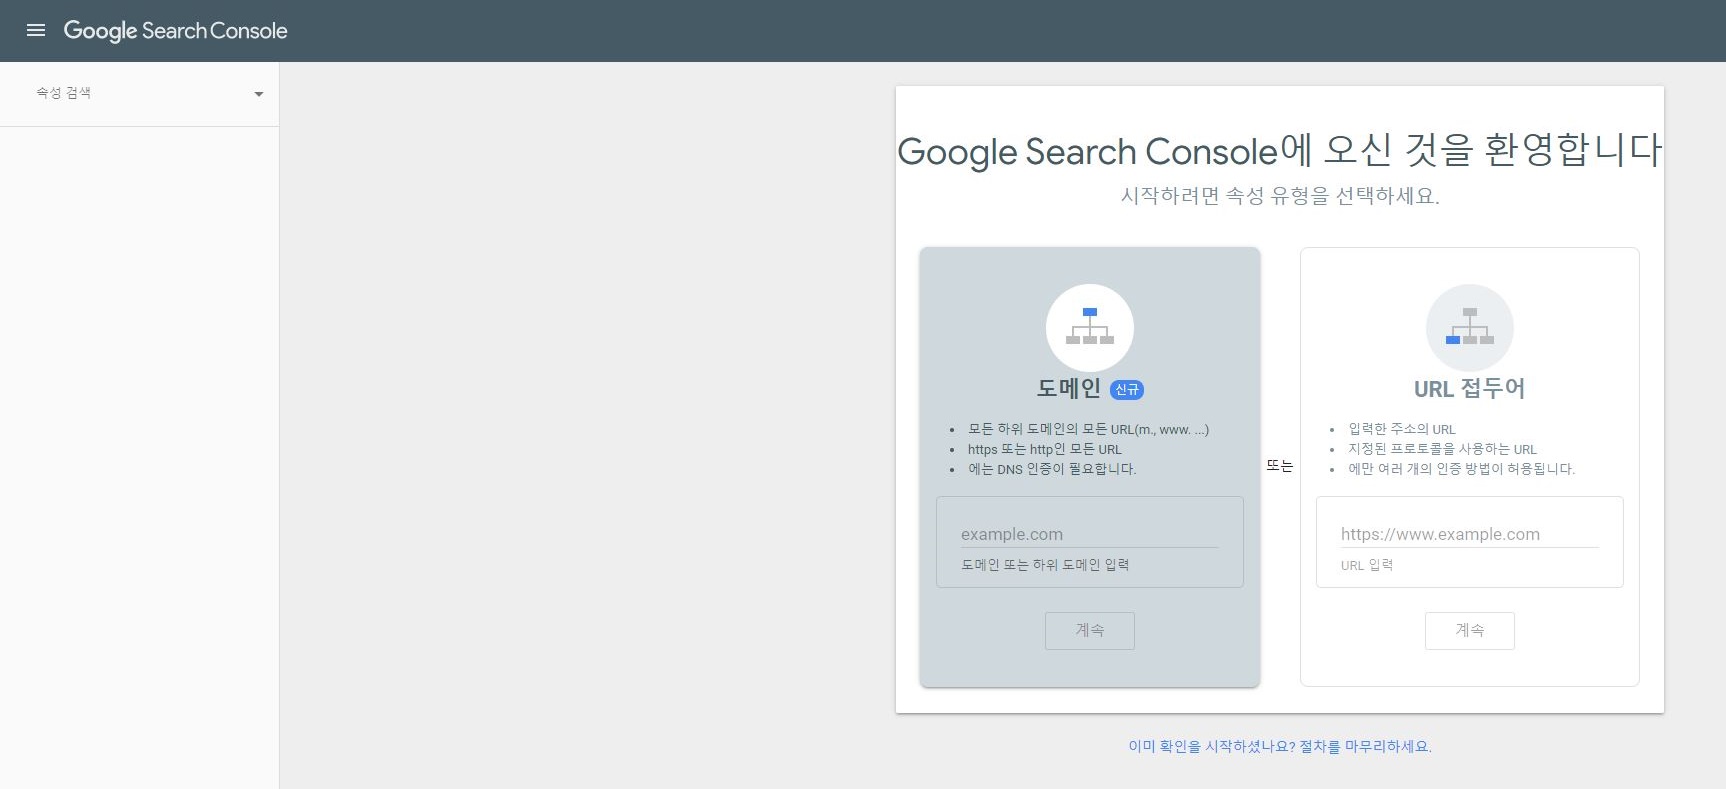 Google Search Console
속성 검색
Google Search Console에 오신 것을 환영합니다
시작하려면 속성 유형을 선택하세요.
도메인 신규
• 모든 하위 도메인의 모든 URL(m., www. ...)
• https 또는 http인 모든 URL
• 에는 DNS 인증이 필요합니다.
example.com
도메인 또는 하위 도메인 입력
계속
또는
URL 접두어
• 입력한 주소의 URL
• 지정된 프로토콜을 사용하는 URL
• 에만 여러 개의 인증 방법이 허용됩니다.
https://www.example.com
URL 입력
계속
이미 확인을 시작하셨나요? 절차를 마무리하세요.